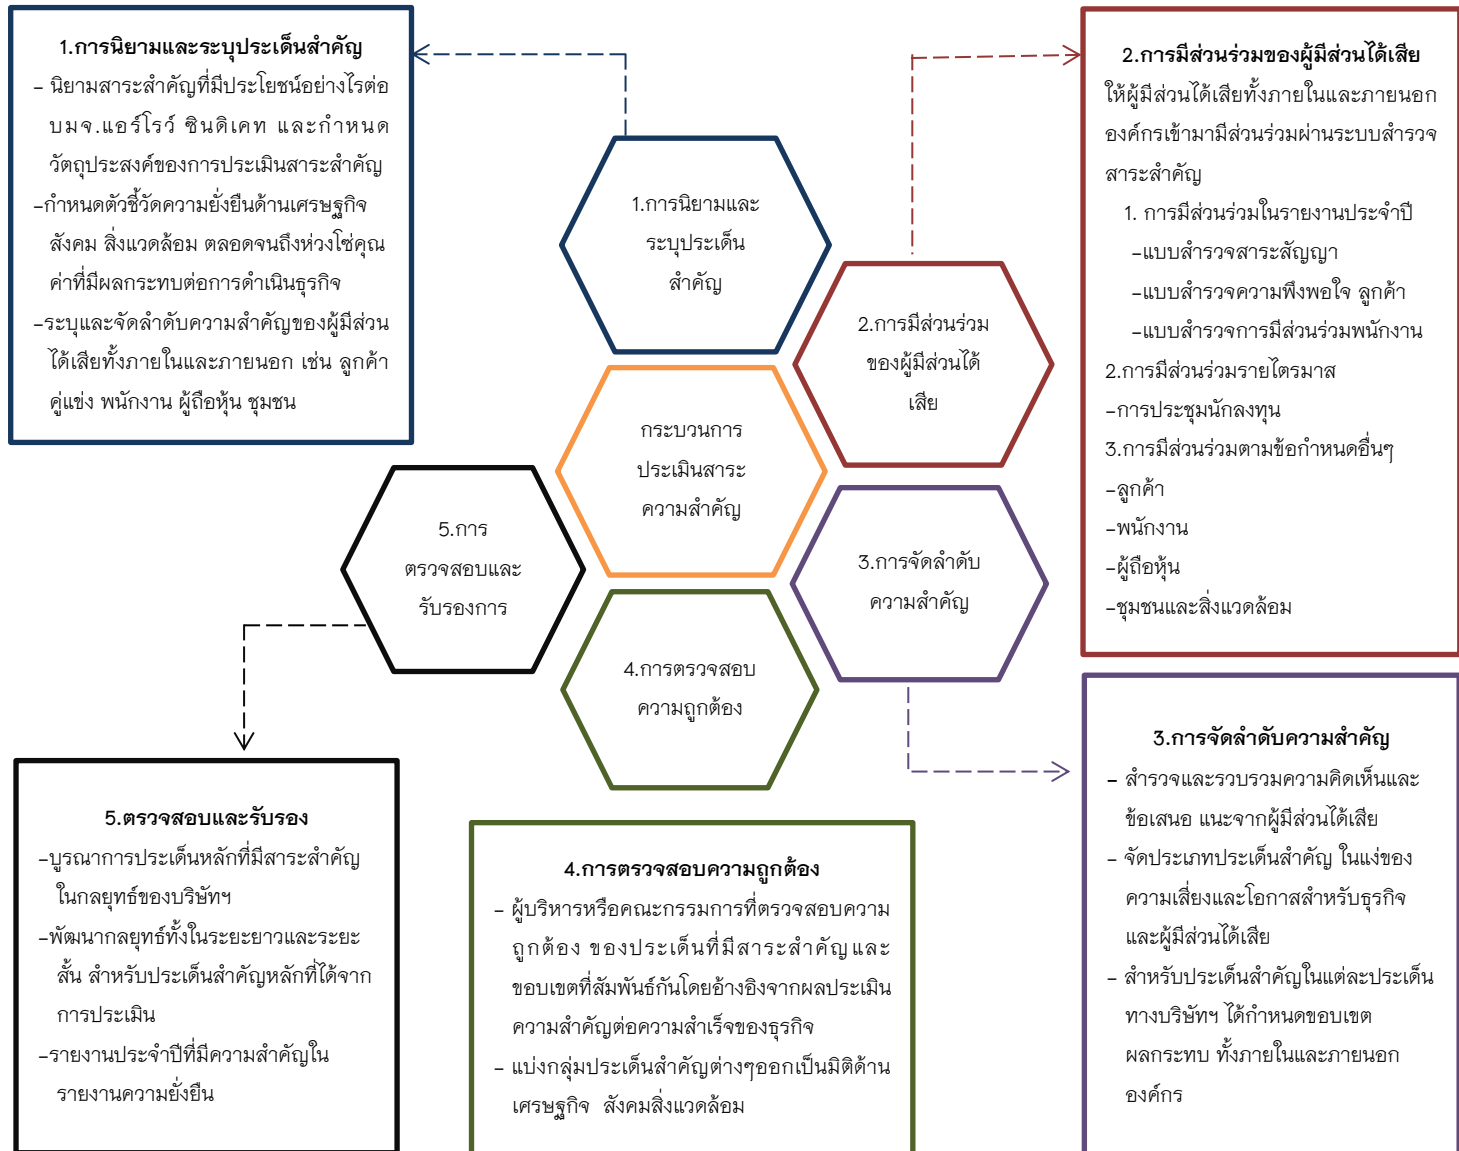 1.การนิยามและระบุประเด็นสำคัญ
- นิยามสาระสำคัญที่มีประโยชน์อย่างไรต่อ
บมจ.แอร์โรว์ ซินดิเคท และกำหนด
วัตถุประสงค์ของการประเมินสาระสำคัญ
-กำหนดตัวชี้วัดความยั่งยืนด้านเศรษฐกิจ
สังคม สิ่งแวดล้อม ตลอดจนถึงห่วงโซ่คุณ
ค่าที่มีผลกระทบต่อการดำเนินธุรกิจ
-ระบุและจัดลำดับความสำคัญของผู้มีส่วน
ได้เสียทั้งภายในและภายนอก เช่น ลูกค้า
คู่แข่ง พนักงาน ผู้ถือหุ้น ชุมชน
1.การนิยามและ
ระบุประเด็น
สำคัญ
2.การมีส่วนร่วม
ของผู้มีส่วนได้
เสีย
กระบวนการ
ประเมินสาระ
ความสำคัญ
3.การจัดลำดับ
ความสำคัญ
4.การตรวจสอบ
ความถูกต้อง
5.การ
ตรวจสอบและ
รับรองการ
2.การมีส่วนร่วมของผู้มีส่วนได้เสีย
ให้ผู้มีส่วนได้เสียทั้งภายในและภายนอก
องค์กรเข้ามามีส่วนร่วมผ่านระบบสำรวจ
สาระสำคัญ
1. การมีส่วนร่วมในรายงานประจำปี
-แบบสำรวจสาระสัญญา
-แบบสำรวจความพึงพอใจ ลูกค้า
-แบบสำรวจการมีส่วนร่วมพนักงาน
2.การมีส่วนร่วมรายไตรมาส
-การประชุมนักลงทุน
3.การมีส่วนร่วมตามข้อกำหนดอื่นๆ
-ลูกค้า
-พนักงาน
-ผู้ถือหุ้น
-ชุมชนและสิ่งแวดล้อม
3.การจัดลำดับความสำคัญ
- สำรวจและรวบรวมความคิดเห็นและ
ข้อเสนอ แนะจากผู้มีส่วนได้เสีย
- จัดประเภทประเด็นสำคัญ ในแง่ของ
ความเสี่ยงและโอกาสสำหรับธุรกิจ
และผู้มีส่วนได้เสีย
- สำหรับประเด็นสำคัญในแต่ละประเด็น
ทางบริษัทฯ ได้กำหนดขอบเขต
ผลกระทบ ทั้งภายในและภายนอก
องค์กร
4.การตรวจสอบความถูกต้อง
- ผู้บริหารหรือคณะกรรมการที่ตรวจสอบความ
ถูกต้อง ของประเด็นที่มีสาระสำคัญและ
ขอบเขตที่สัมพันธ์กันโดยอ้างอิงจากผลประเมิน
ความสำคัญต่อความสำเร็จของธุรกิจ
- แบ่งกลุ่มประเด็นสำคัญต่างๆออกเป็นมิติด้าน
เศรษฐกิจ สังคมสิ่งแวดล้อม
5.ตรวจสอบและรับรอง
-บูรณาการประเด็นหลักที่มีสาระสำคัญ
ในกลยุทธ์ของบริษัทฯ
-พัฒนากลยุทธ์ทั้งในระยะยาวและระยะ
สั้น สำหรับประเด็นสำคัญหลักที่ได้จาก
การประเมิน
-รายงานประจำปีที่มีความสำคัญใน
รายงานความยั่งยืน